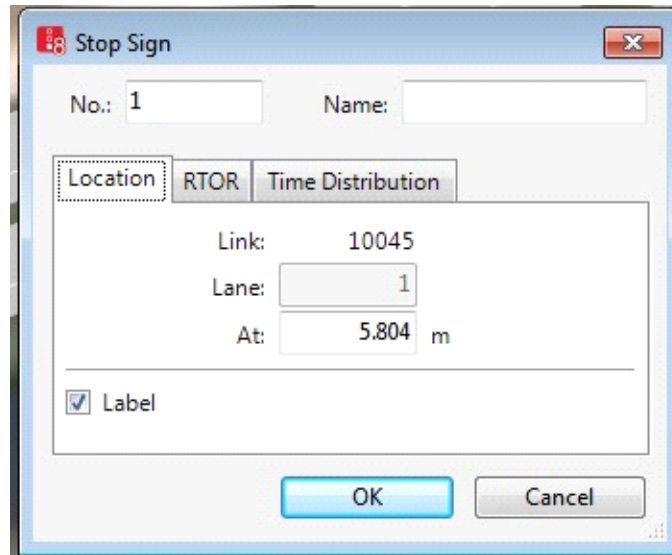 Stop Sign
No.: 1 Name:
Location RTOR Time Distribution
Link: 10045
Lane: 1
At: 5.804 m
Label
OK Cancel